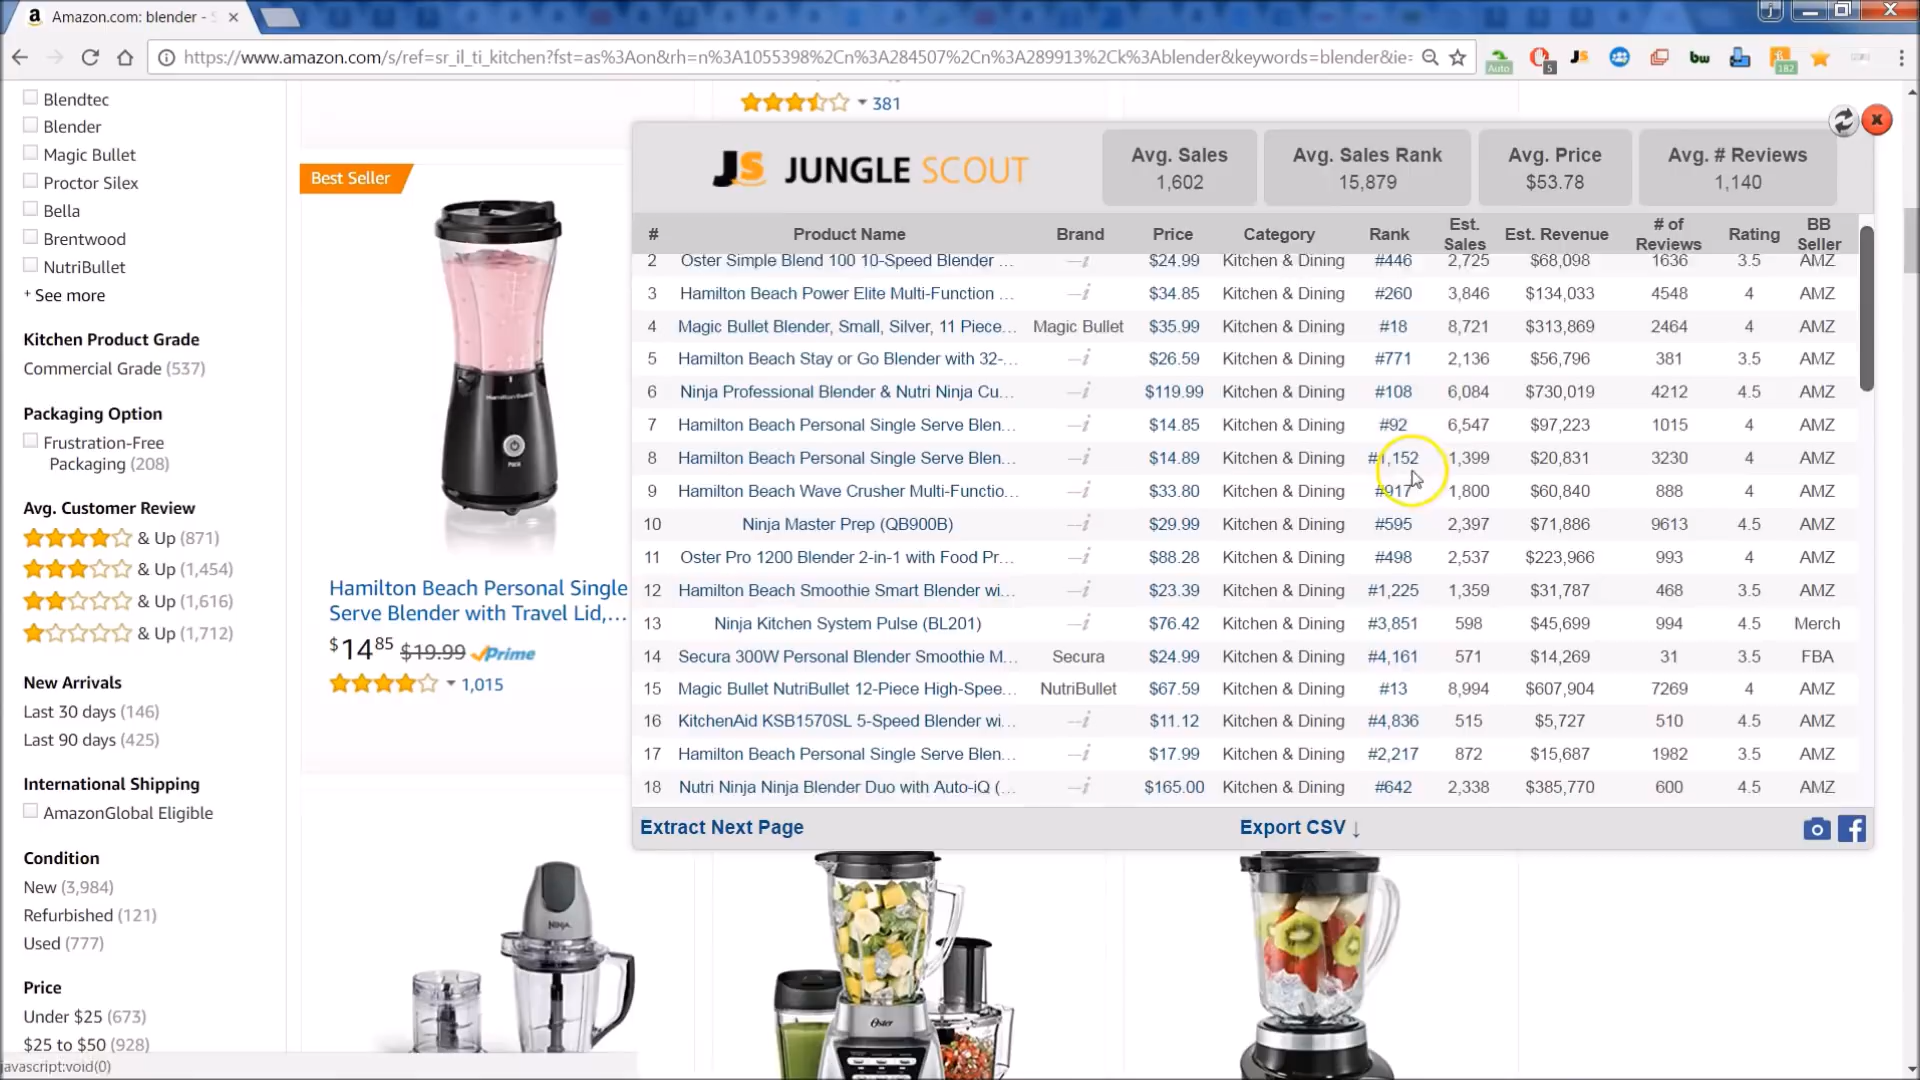 Amazon.com: blender - S
https://www.amazon.com/s/ref=sr_il_ti_kitchen?fst=as%3Aon&rh=n%3A1055398%2Cn%3A284507%2Cn%3A289913%2Ck%3Ablender&keywords=blender&ie=
Auto
5
JS
bw
182
Blendtec
Blender
Magic Bullet
Proctor Silex
Bella
Brentwood
NutriBullet
+ See more
Kitchen Product Grade
Commercial Grade (537)
Packaging Option
Frustration-Free
Packaging (208)
Avg. Customer Review
& Up (871)
& Up (1,454)
& Up (1,616)
& Up (1,712)
New Arrivals
Last 30 days (146)
Last 90 days (425)
International Shipping
AmazonGlobal Eligible
Condition
New (3,984)
Refurbished (121)
Used (777)
Price
Under $25 (673)
$25 to $50 (928)
javascript:void(0)
381
Best Seller
Hamilton Beach Personal Single
Serve Blender with Travel Lid,…
$14 85 $19.99 Prime
1,015
NINJA
Oster
JS JUNGLE SCOUT
Avg. Sales
1,602
Avg. Sales Rank
15,879
Avg. Price
$53.78
Avg. # Reviews
1,140
# Product Name Brand Price Category Rank Est. Sales Est. Revenue # of Reviews Rating BB Seller
2 Oster Simple Blend 100 10-Speed Blender ... —i $24.99 Kitchen & Dining #446 2,725 $68,098 1636 3.5 AMZ
3 Hamilton Beach Power Elite Multi-Function ... —i $34.85 Kitchen & Dining #260 3,846 $134,033 4548 4 AMZ
4 Magic Bullet Blender, Small, Silver, 11 Piece... Magic Bullet $35.99 Kitchen & Dining #18 8,721 $313,869 2464 4 AMZ
5 Hamilton Beach Stay or Go Blender with 32-... —i $26.59 Kitchen & Dining #771 2,136 $56,796 381 3.5 AMZ
6 Ninja Professional Blender & Nutri Ninja Cu... —i $119.99 Kitchen & Dining #108 6,084 $730,019 4212 4.5 AMZ
7 Hamilton Beach Personal Single Serve Blen... —i $14.85 Kitchen & Dining #92 6,547 $97,223 1015 4 AMZ
8 Hamilton Beach Personal Single Serve Blen... —i $14.89 Kitchen & Dining #1,152 1,399 $20,831 3230 4 AMZ
9 Hamilton Beach Wave Crusher Multi-Functio... —i $33.80 Kitchen & Dining #917 1,800 $60,840 888 4 AMZ
10 Ninja Master Prep (QB900B) —i $29.99 Kitchen & Dining #595 2,397 $71,886 9613 4.5 AMZ
11 Oster Pro 1200 Blender 2-in-1 with Food Pr... —i $88.28 Kitchen & Dining #498 2,537 $223,966 993 4 AMZ
12 Hamilton Beach Smoothie Smart Blender wi... —i $23.39 Kitchen & Dining #1,225 1,359 $31,787 468 3.5 AMZ
13 Ninja Kitchen System Pulse (BL201) —i $76.42 Kitchen & Dining #3,851 598 $45,699 994 4.5 Merch
14 Secura 300W Personal Blender Smoothie M... Secura $24.99 Kitchen & Dining #4,161 571 $14,269 31 3.5 FBA
15 Magic Bullet NutriBullet 12-Piece High-Spee... NutriBullet $67.59 Kitchen & Dining #13 8,994 $607,904 7269 4 AMZ
16 KitchenAid KSB1570SL 5-Speed Blender wi... —i $11.12 Kitchen & Dining #4,836 515 $5,727 510 4.5 AMZ
17 Hamilton Beach Personal Single Serve Blen... —i $17.99 Kitchen & Dining #2,217 872 $15,687 1982 3.5 AMZ
18 Nutri Ninja Ninja Blender Duo with Auto-iQ (... —i $165.00 Kitchen & Dining #642 2,338 $385,770 600 4.5 AMZ
Extract Next Page
Export CSV ↓